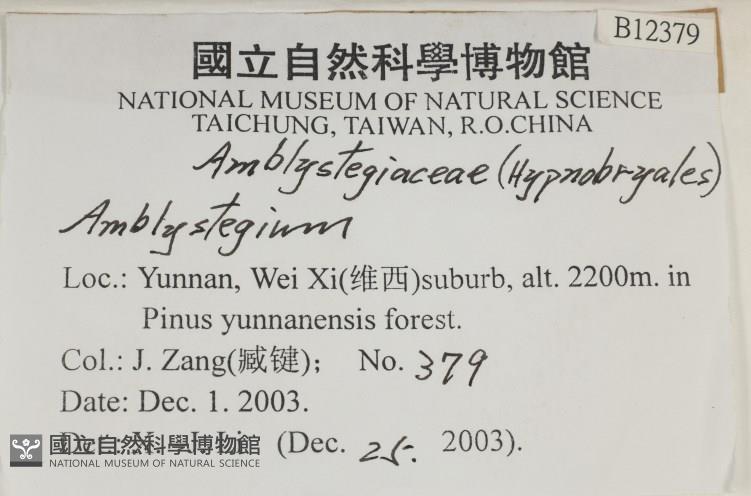 B12379
國立自然科學博物館
NATIONAL MUSEUM OF NATURAL SCIENCE
TAICHUNG, TAIWAN, R.O.CHINA
Amblystegiaceae (Hypnobryales)
Amblystegium
Loc.: Yunnan, Wei Xi(维西)suburb, alt. 2200m. in
Pinus yunnanensis forest.
Col.: J. Zang(臧键); No. 379
Date: Dec. 1. 2003.
(Dec. 25. 2003).
國立自然科學博物館
NATIONAL MUSEUM OF NATURAL SCIENCE